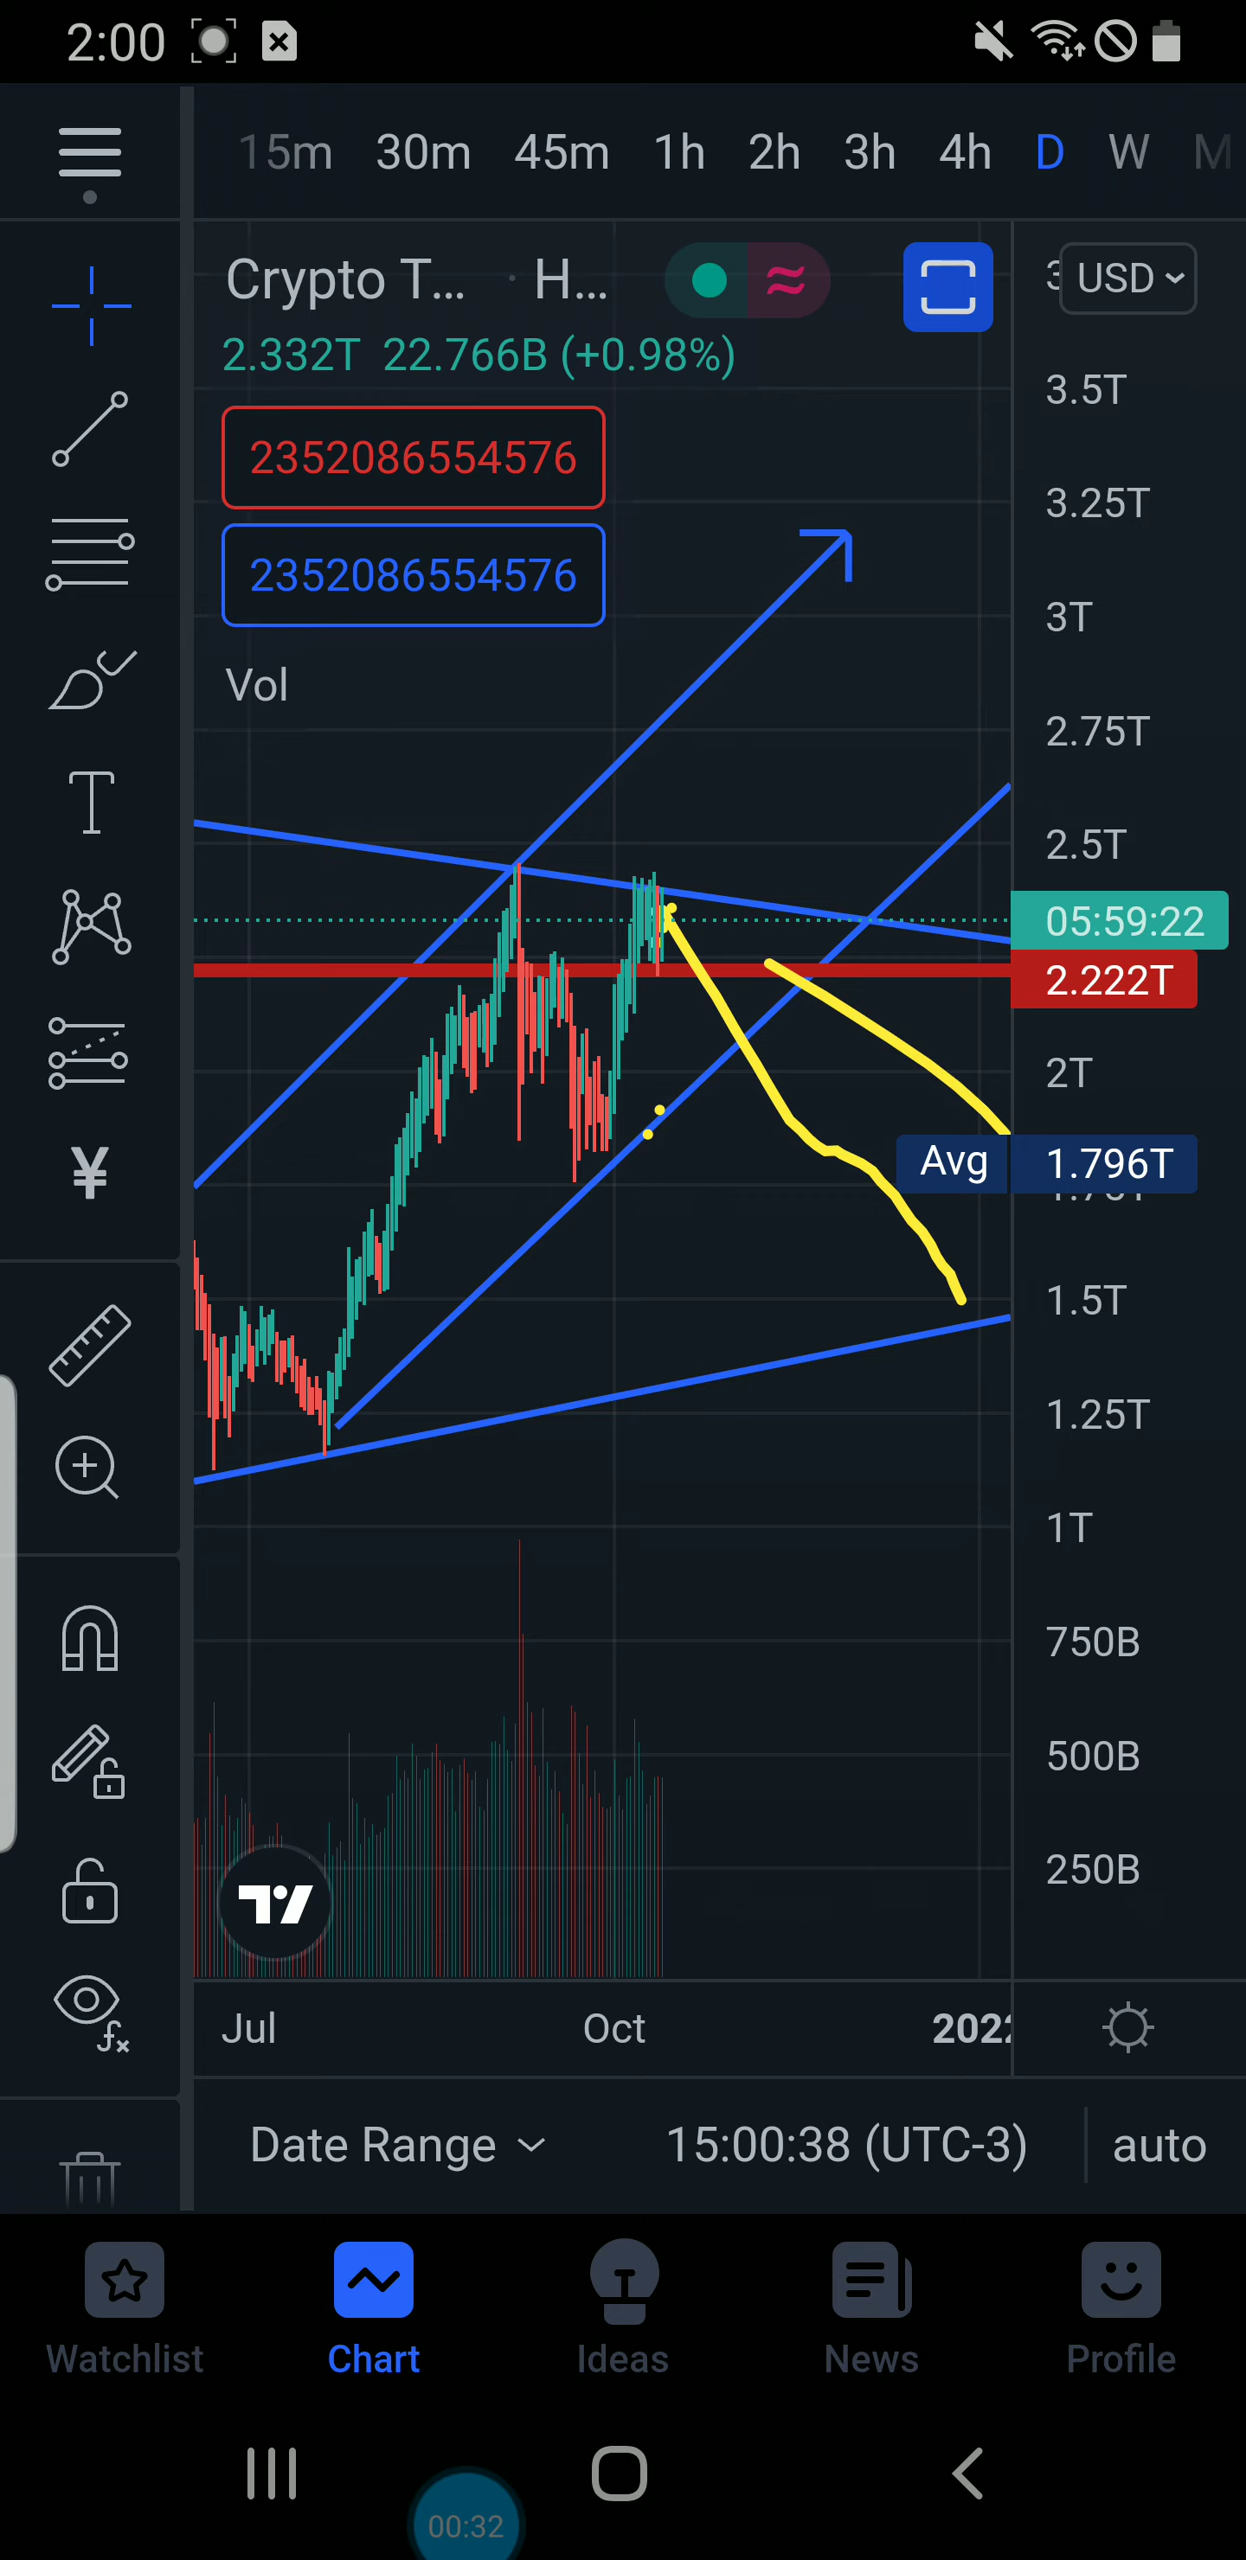 2:00
15m 30m 45m 1h 2h 3h 4h D W M
Crypto T... · H...
USD
2.332T 22.766B (+0.98%)
3.5T
2352086554576
3.25T
2352086554576
3T
Vol
2.75T
2.5T
05:59:22
2.222T
2T
Avg 1.796T
1.5T
1.25T
1T
750B
500B
250B
Jul Oct 2022
Date Range 15:00:38 (UTC-3) auto
Watchlist Chart Ideas News Profile
00:32